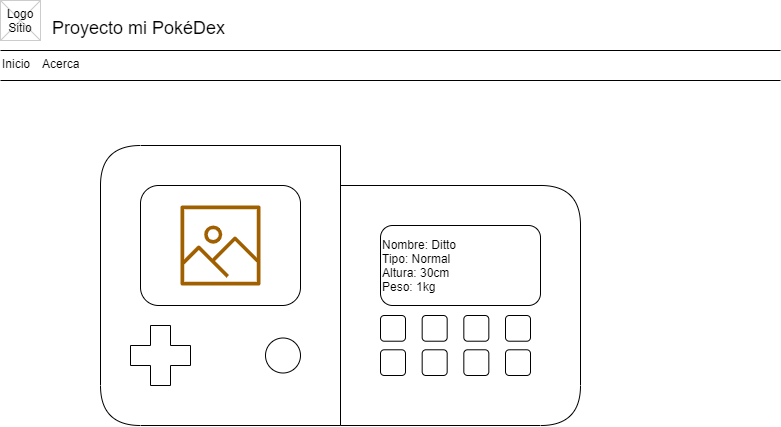 Logo
Sitio
Proyecto mi PokéDex
Inicio
Acerca
Nombre: Ditto
Tipo: Normal
Altura: 30cm
Peso: 1kg